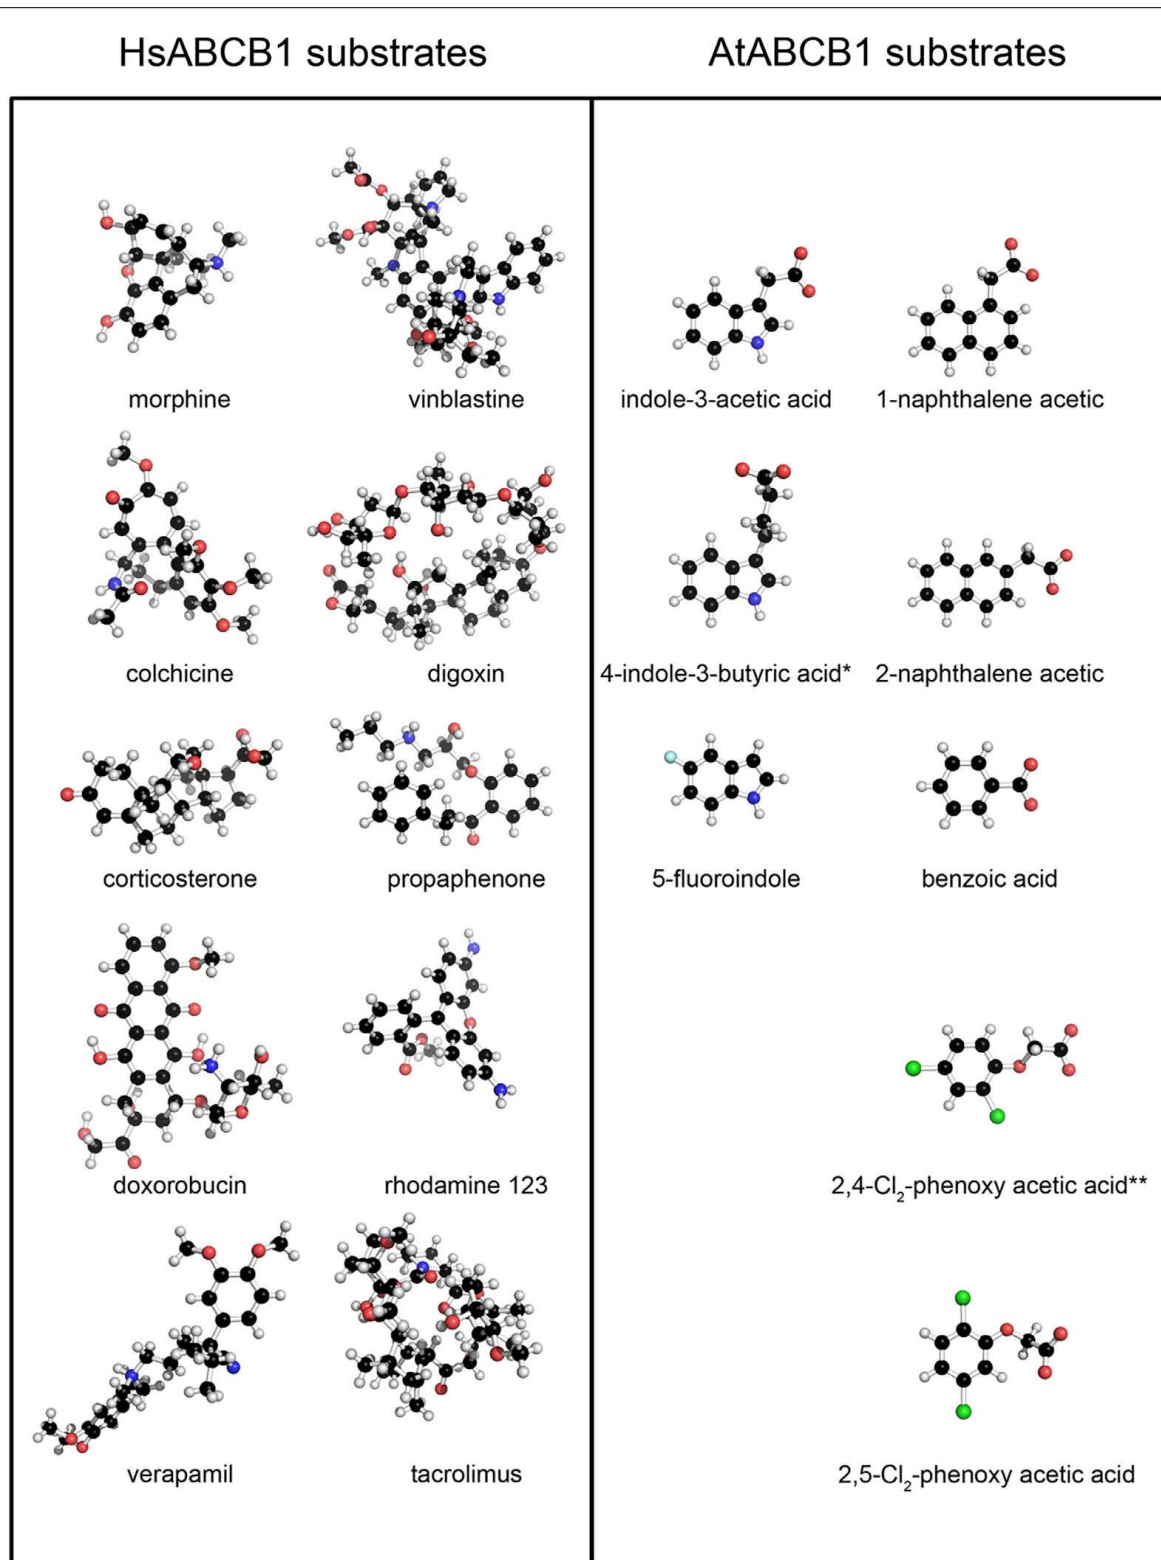 HsABCB1 substrates
AtABCB1 substrates
morphine
vinblastine
indole-3-acetic acid
1-naphthalene acetic
colchicine
digoxin
4-indole-3-butyric acid*
2-naphthalene acetic
corticosterone
propaphenone
5-fluoroindole
benzoic acid
doxorobucin
rhodamine 123
2,4-Cl₂-phenoxy acetic acid**
verapamil
tacrolimus
2,5-Cl₂-phenoxy acetic acid